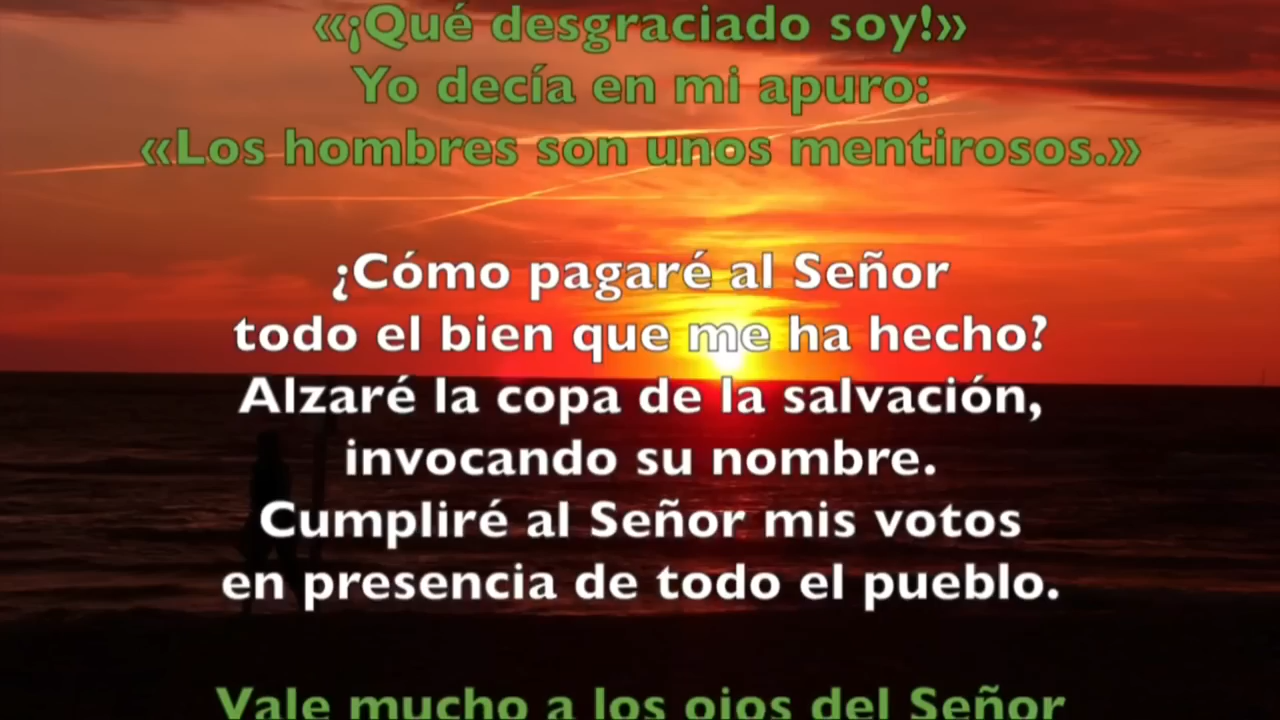 «¡Qué desgraciado soy!»
Yo decía en mi apuro:
«Los hombres son unos mentirosos.»
¿Cómo pagaré al Señor
todo el bien que me ha hecho?
Alzaré la copa de la salvación,
invocando su nombre.
Cumpliré al Señor mis votos
en presencia de todo el pueblo.
Vale mucho a los ojos del Señor